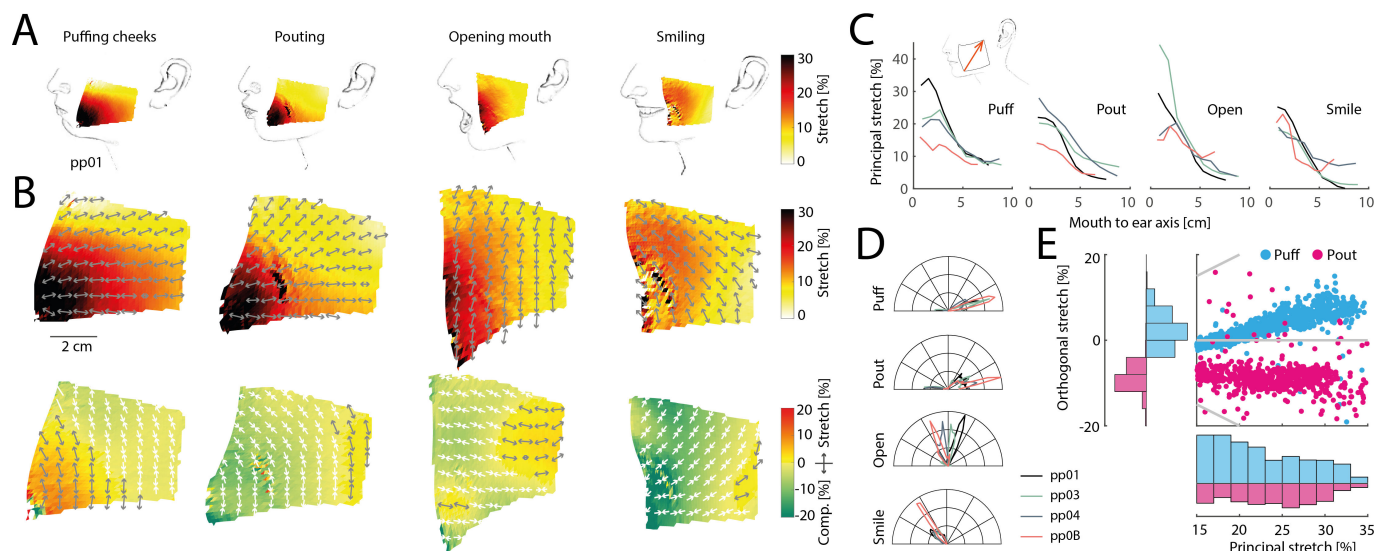 A
Puffing cheeks
Pouting
Opening mouth
Smiling
pp01
30
20
10
0
Stretch [%]
B
2 cm
30
20
10
0
Stretch [%]
20
10
0
-10
-20
Comp. [%] Stretch [%]
C
Principal stretch [%]
40
30
20
10
0
Puff
Pout
Open
Smile
0 5 10
0 5 10
0 5 10
0 5 10
Mouth to ear axis [cm]
D
Puff
Pout
Open
Smile
pp01
pp03
pp04
pp0B
E
Puff
Pout
Orthogonal stretch [%]
20
0
-20
15 20 25 30 35
Principal stretch [%]